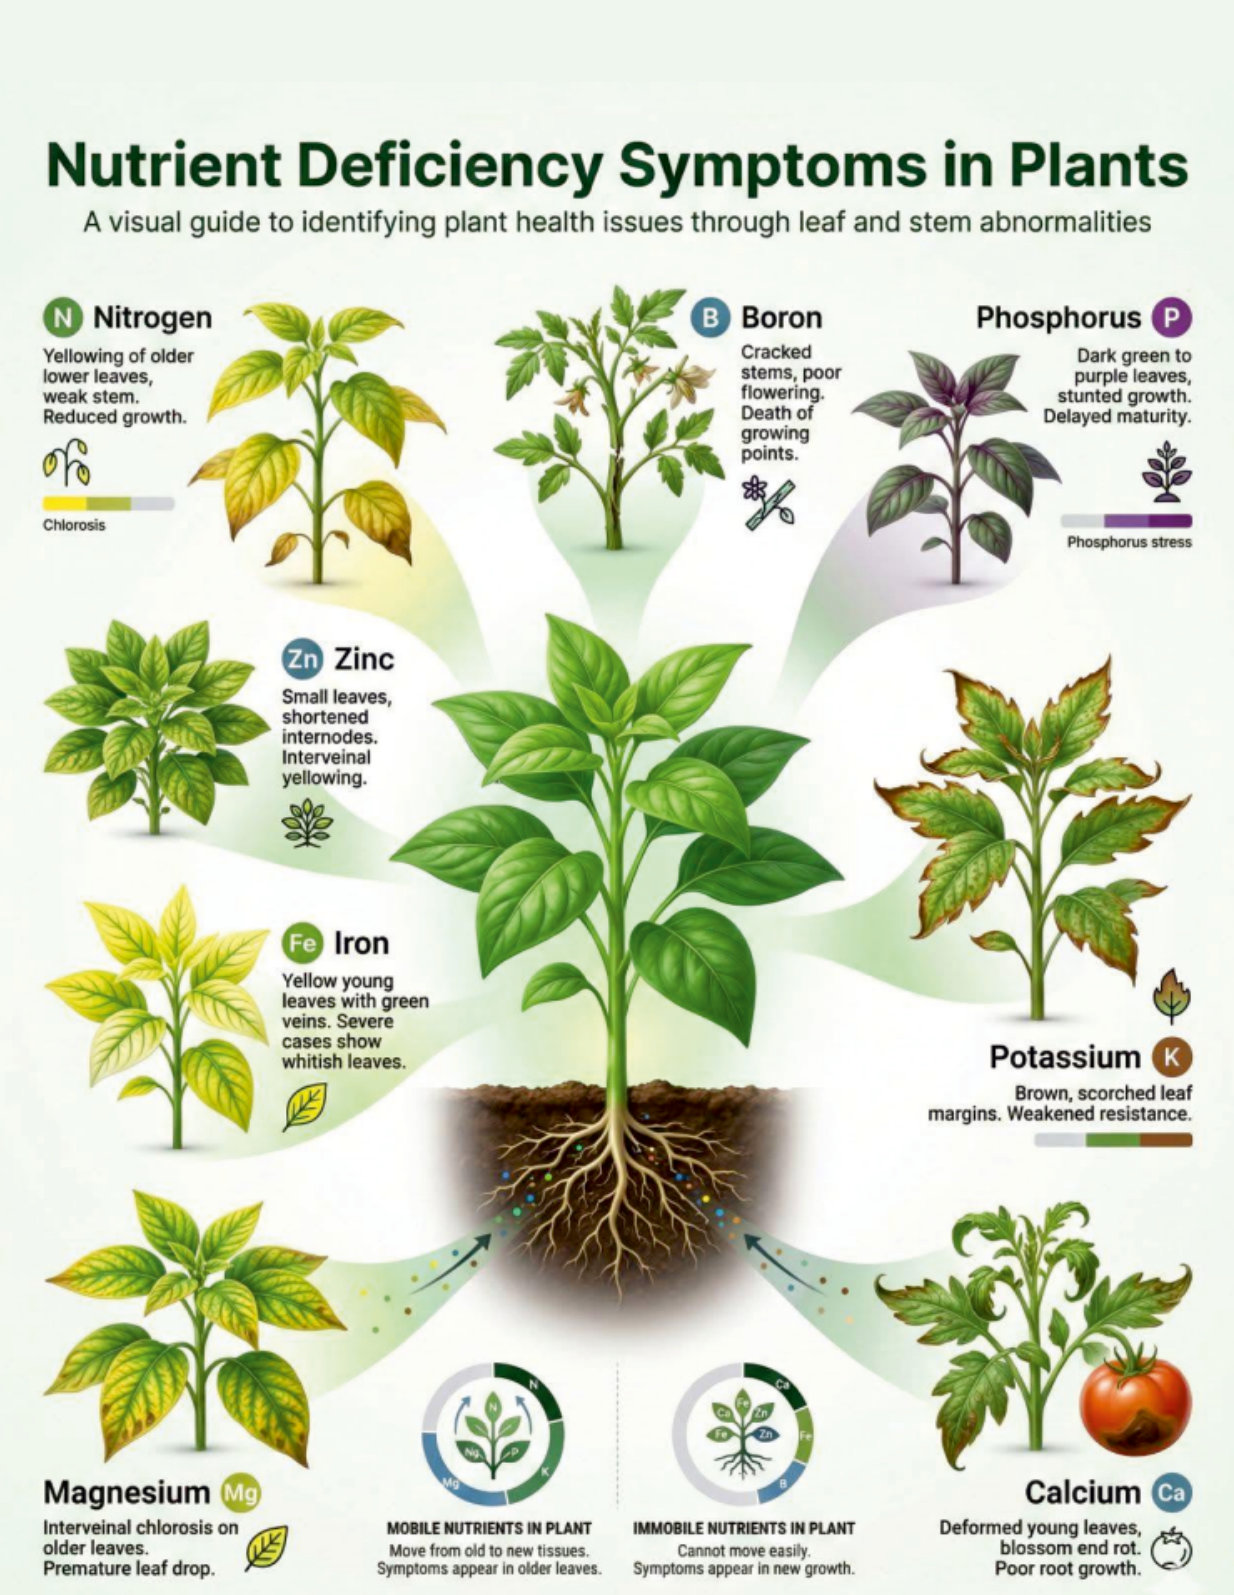 Nutrient Deficiency Symptoms in Plants
A visual guide to identifying plant health issues through leaf and stem abnormalities
N Nitrogen
Yellowing of older
lower leaves,
weak stem.
Reduced growth.
Chlorosis
B Boron
Cracked
stems, poor
flowering.
Death of
growing
points.
Phosphorus P
Dark green to
purple leaves,
stunted growth.
Delayed maturity.
Phosphorus stress
Zn Zinc
Small leaves,
shortened
internodes.
Interveinal
yellowing.
Fe Iron
Yellow young
leaves with green
veins. Severe
cases show
whitish leaves.
Potassium K
Brown, scorched leaf
margins. Weakened resistance.
Magnesium Mg
Interveinal chlorosis on
older leaves.
Premature leaf drop.
N
N
P
K
Mg
MOBILE NUTRIENTS IN PLANT
Move from old to new tissues.
Symptoms appear in older leaves.
Ca
Fe
Ca
Zn
Fe
Zn
Fe
B
IMMOBILE NUTRIENTS IN PLANT
Cannot move easily.
Symptoms appear in new growth.
Calcium Ca
Deformed young leaves,
blossom end rot.
Poor root growth.